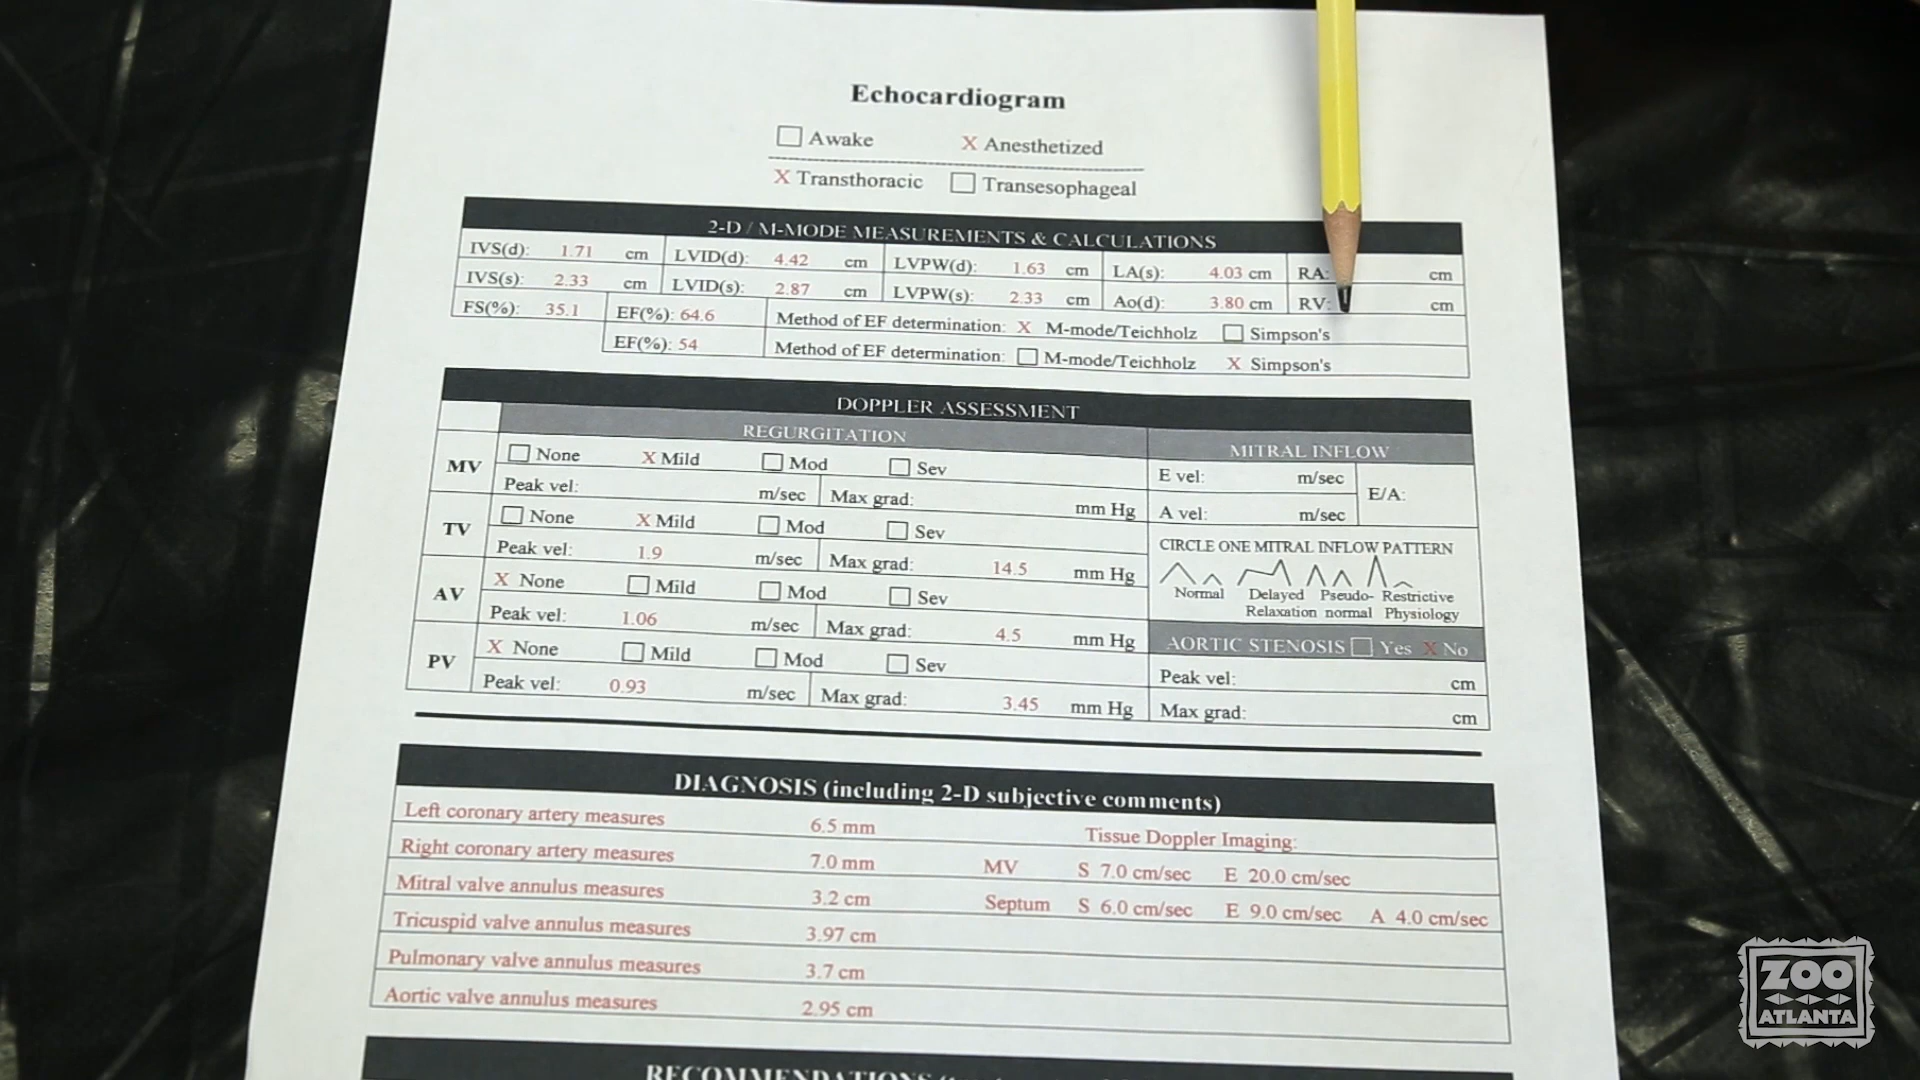 Echocardiogram
Awake X Anesthetized
X Transthoracic Transesophageal
2-D / M-MODE MEASUREMENTS & CALCULATIONS
IVS(d): 1.71 cm LVID(d): 4.42 cm LVPW(d): 1.63 cm LA(s): 4.03 cm RA: cm
IVS(s): 2.33 cm LVID(s): 2.87 cm LVPW(s): 2.33 cm Ao(d): 3.80 cm RV: cm
FS(%): 35.1 EF(%): 64.6 Method of EF determination: X M-mode/Teichholz Simpson's
EF(%): 54 Method of EF determination: M-mode/Teichholz X Simpson's
DOPPLER ASSESSMENT
REGURGITATION MITRAL INFLOW
MV None X Mild Mod Sev E vel: m/sec E/A:
Peak vel: m/sec Max grad: mm Hg A vel: m/sec
TV None X Mild Mod Sev CIRCLE ONE MITRAL INFLOW PATTERN
Peak vel: 1.9 m/sec Max grad: 14.5 mm Hg
AV X None Mild Mod Sev Normal Delayed Pseudo- Restrictive
Relaxation normal Physiology
Peak vel: 1.06 m/sec Max grad: 4.5 mm Hg AORTIC STENOSIS Yes X No
PV X None Mild Mod Sev Peak vel: cm
Peak vel: 0.93 m/sec Max grad: 3.45 mm Hg Max grad: cm
DIAGNOSIS (including 2-D subjective comments)
Left coronary artery measures 6.5 mm Tissue Doppler Imaging:
Right coronary artery measures 7.0 mm MV S 7.0 cm/sec E 20.0 cm/sec
Mitral valve annulus measures 3.2 cm Septum S 6.0 cm/sec E 9.0 cm/sec A 4.0 cm/sec
Tricuspid valve annulus measures 3.97 cm
Pulmonary valve annulus measures 3.7 cm
Aortic valve annulus measures 2.95 cm
RECOMMENDATIONS
ZOO
ATLANTA